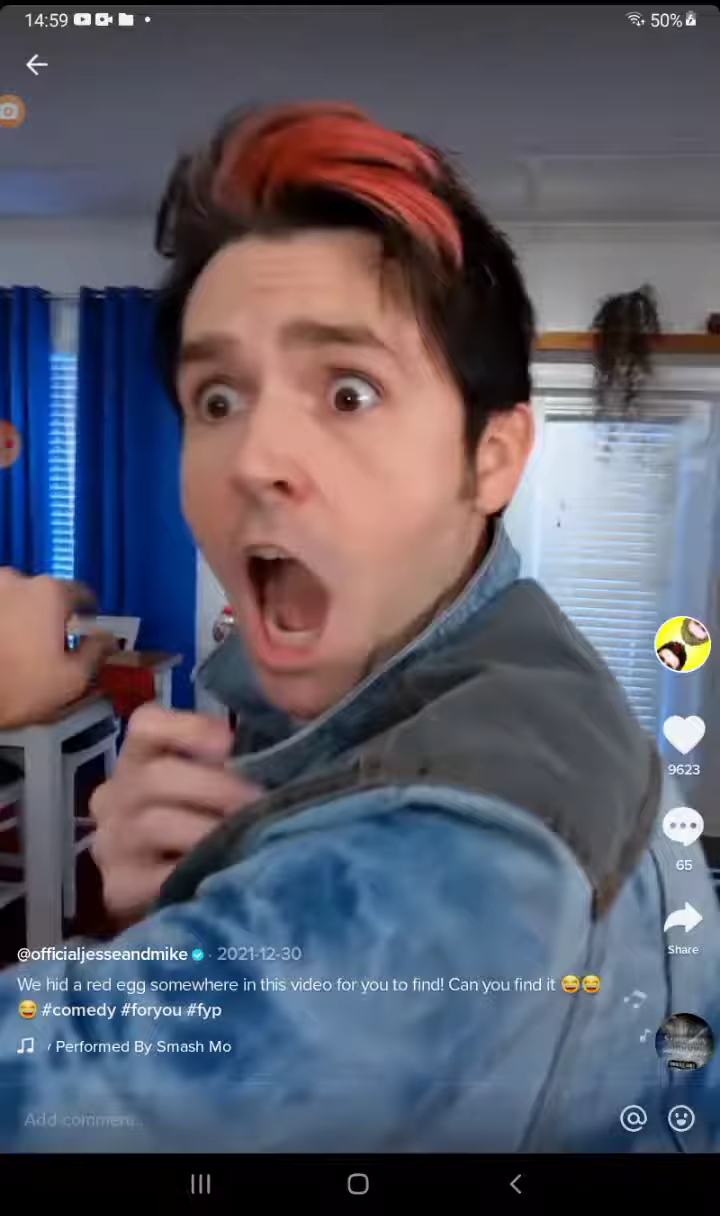 14:59
50%
9623
65
Share
@officialjesseandmike · 2021-12-30
We hid a red egg somewhere in this video for you to find! Can you find it 😂😂
😂 #comedy #foryou #fyp
Performed By Smash Mo
Add comment...